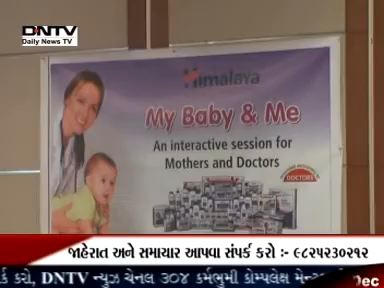 DNTV
Daily News TV
Himalaya
My Baby & Me
An interactive session for
Mothers and Doctors
DOCTORS
જાહેરાત અને સમાચાર આપવા સંપર્ક કરો :- ૯૮૨૫૨૩૦૨૧૨
ર્ક કરો, DNTV ન્યુઝ ચેનલ ૩૦૪ કર્મભુમી કોમ્પલેક્ષ
Dec